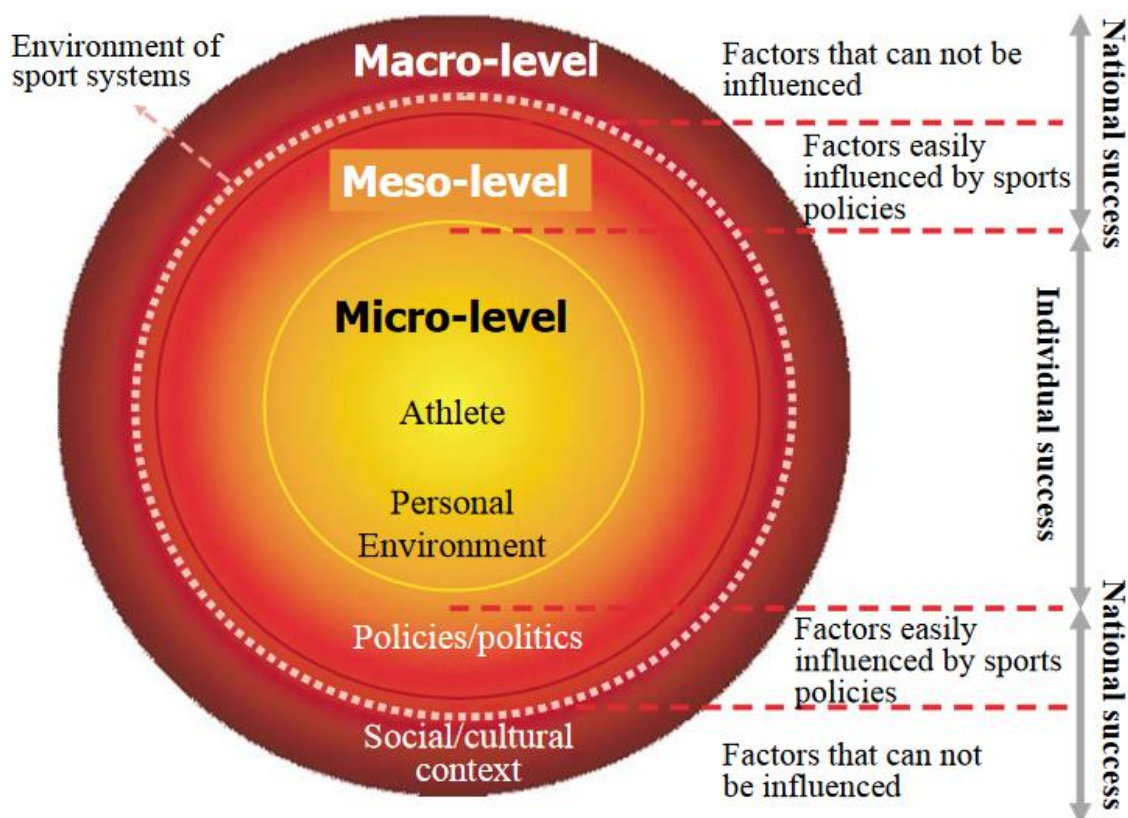 Environment of
sport systems
Macro-level
Factors that can not be
influenced
National success
Meso-level
Factors easily
influenced by sports
policies
Micro-level
Athlete
Personal
Environment
Individual success
Policies/politics
Factors easily
influenced by sports
policies
Social/cultural
context
Factors that can not
be influenced
National success